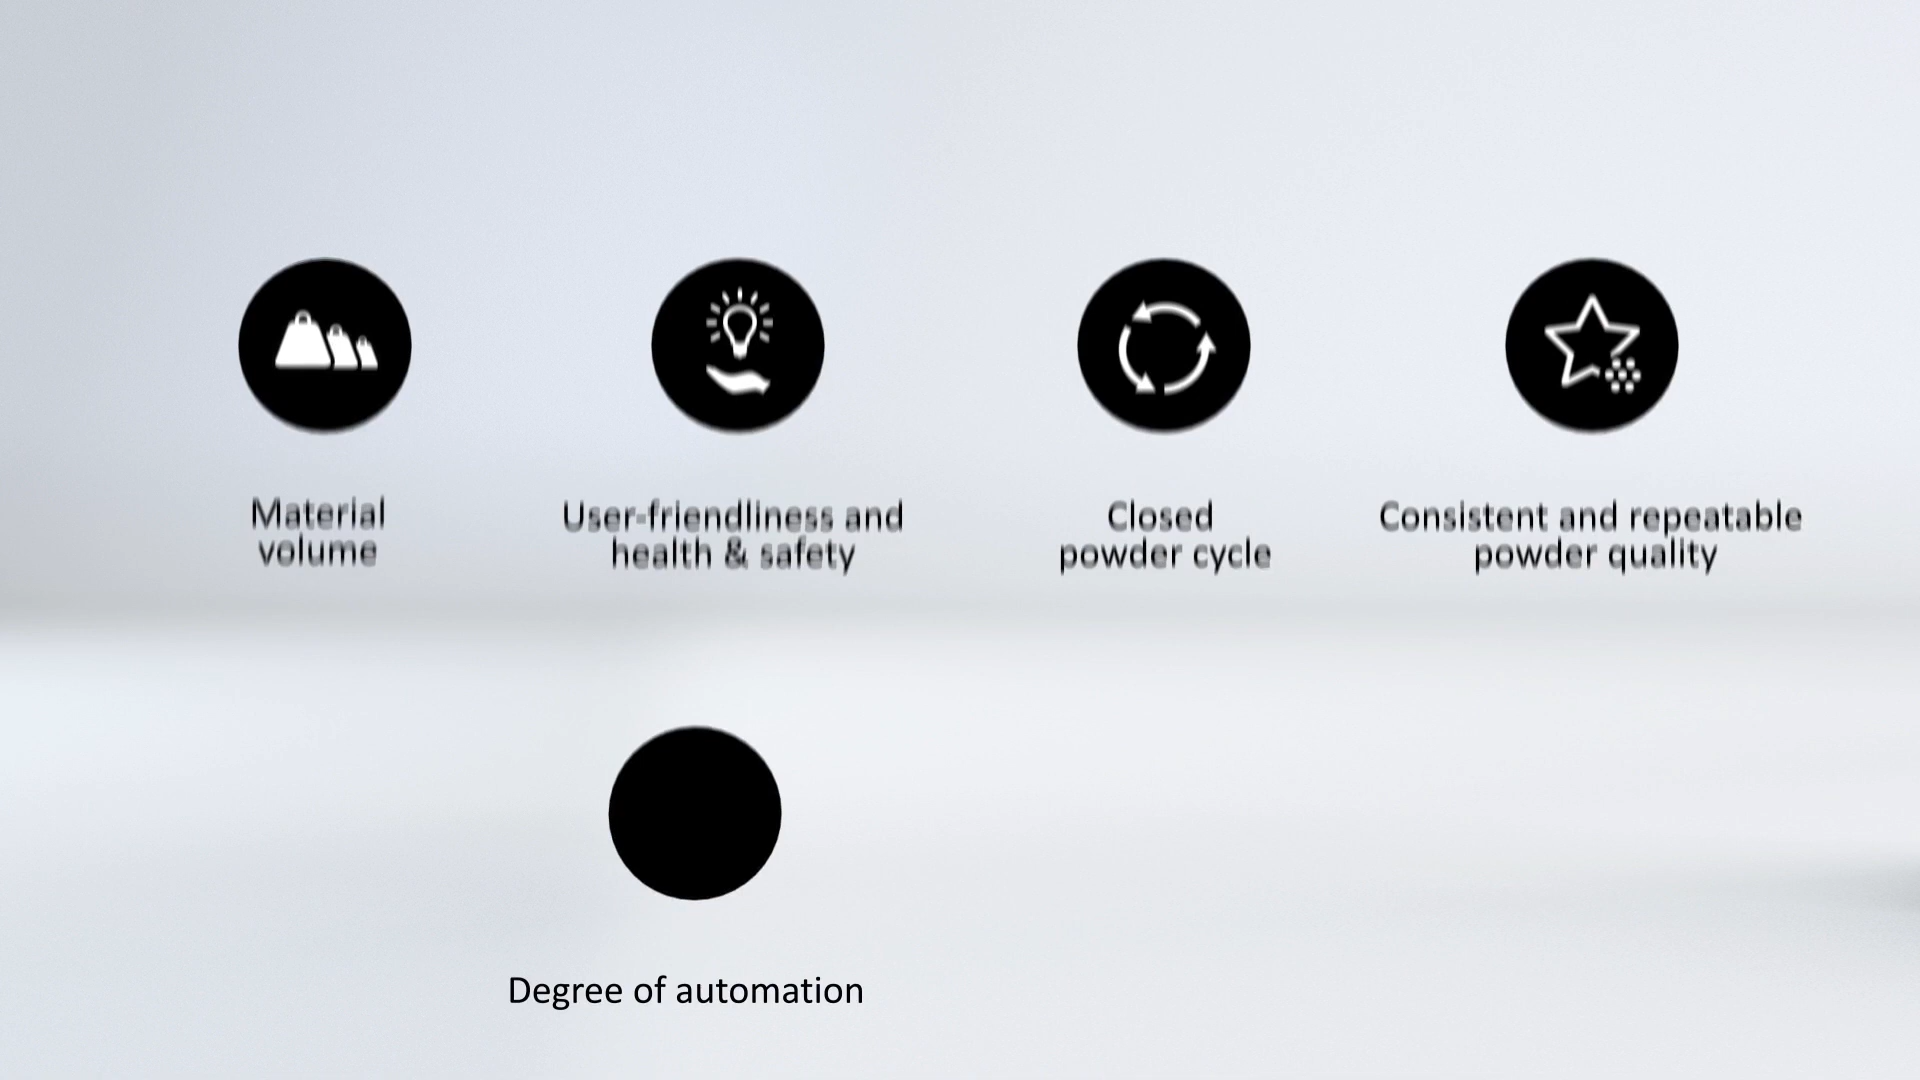 Material
volume
User-friendliness and
health & safety
Closed
powder cycle
Consistent and repeatable
powder quality
Degree of automation